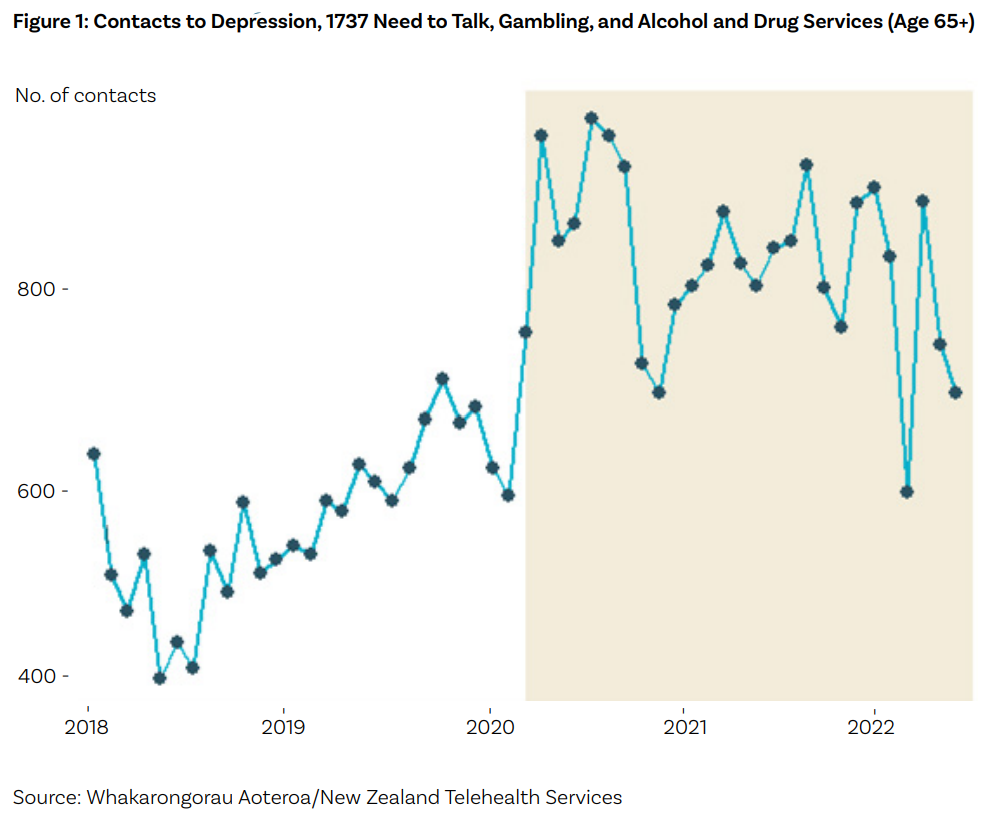 Figure 1: Contacts to Depression, 1737 Need to Talk, Gambling, and Alcohol and Drug Services (Age 65+)
No. of contacts
800 -
600 -
400 -
2018 2019 2020 2021 2022
Source: Whakarongorau Aoteroa/New Zealand Telehealth Services